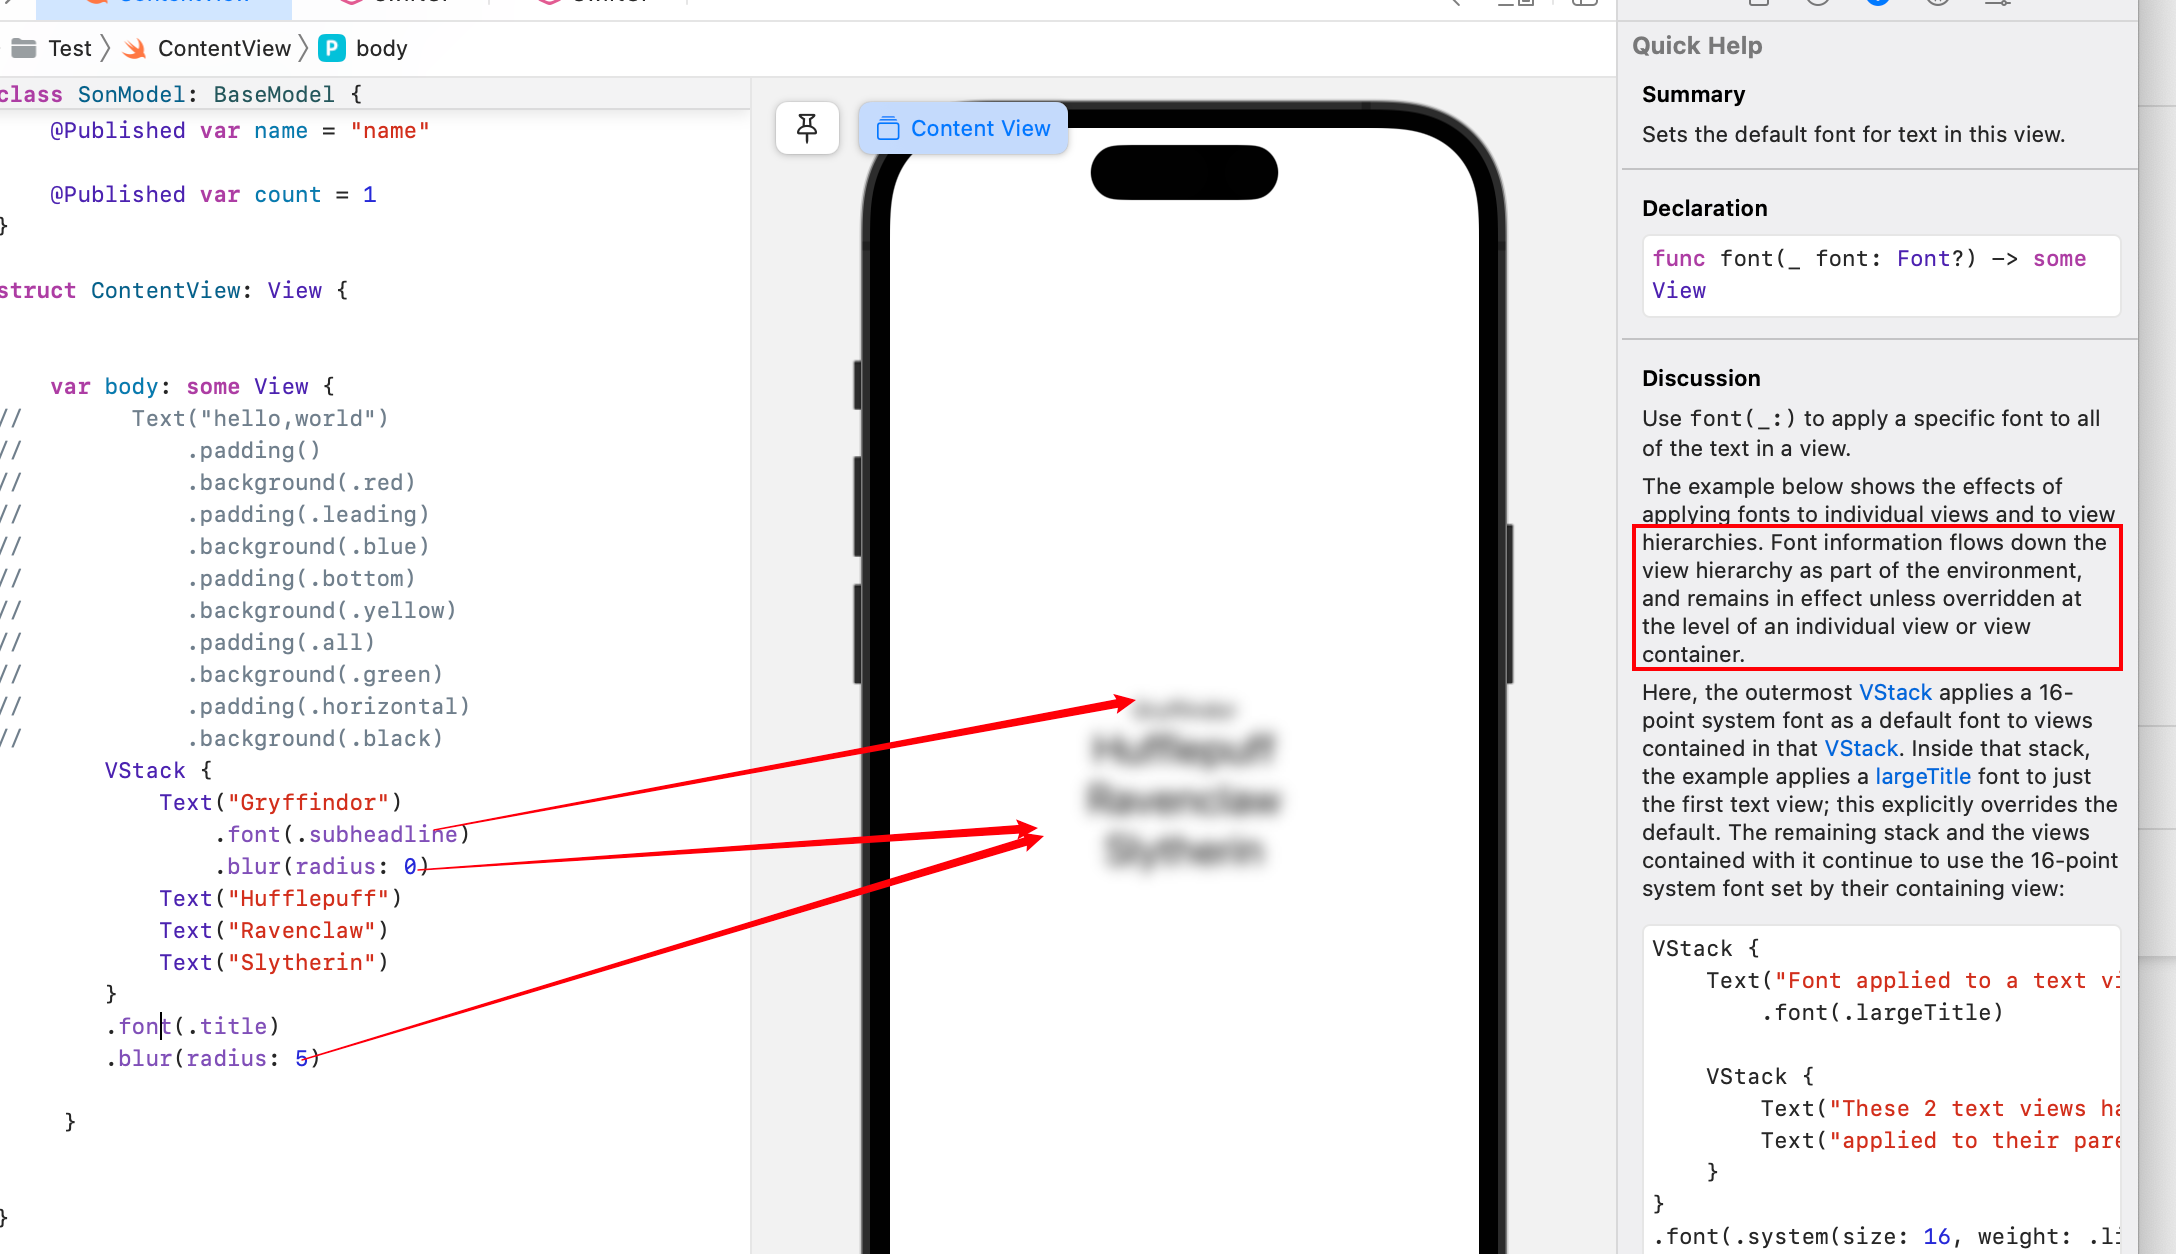 Test 〉 ContentView 〉 P body
class SonModel: BaseModel {
@Published var name = "name"
@Published var count = 1
}
struct ContentView: View {
var body: some View {
// Text("hello,world")
// .padding()
// .background(.red)
// .padding(.leading)
// .background(.blue)
// .padding(.bottom)
// .background(.yellow)
// .padding(.all)
// .background(.green)
// .padding(.horizontal)
// .background(.black)
VStack {
Text("Gryffindor")
.font(.subheadline)
.blur(radius: 0)
Text("Hufflepuff")
Text("Ravenclaw")
Text("Slytherin")
}
.font(.title)
.blur(radius: 5)
}
}
Content View
Hufflepuff
Ravenclaw
Slytherin
Quick Help
Summary
Sets the default font for text in this view.
Declaration
func font(_ font: Font?) -> some
View
Discussion
Use font(_:) to apply a specific font to all
of the text in a view.
The example below shows the effects of
applying fonts to individual views and to view
hierarchies. Font information flows down the
view hierarchy as part of the environment,
and remains in effect unless overridden at
the level of an individual view or view
container.
Here, the outermost VStack applies a 16-
point system font as a default font to views
contained in that VStack. Inside that stack,
the example applies a largeTitle font to just
the first text view; this explicitly overrides the
default. The remaining stack and the views
contained with it continue to use the 16-point
system font set by their containing view:
VStack {
Text("Font applied to a text vi
.font(.largeTitle)
VStack {
Text("These 2 text views ha
Text("applied to their pare
}
}
.font(.system(size: 16, weight: .li